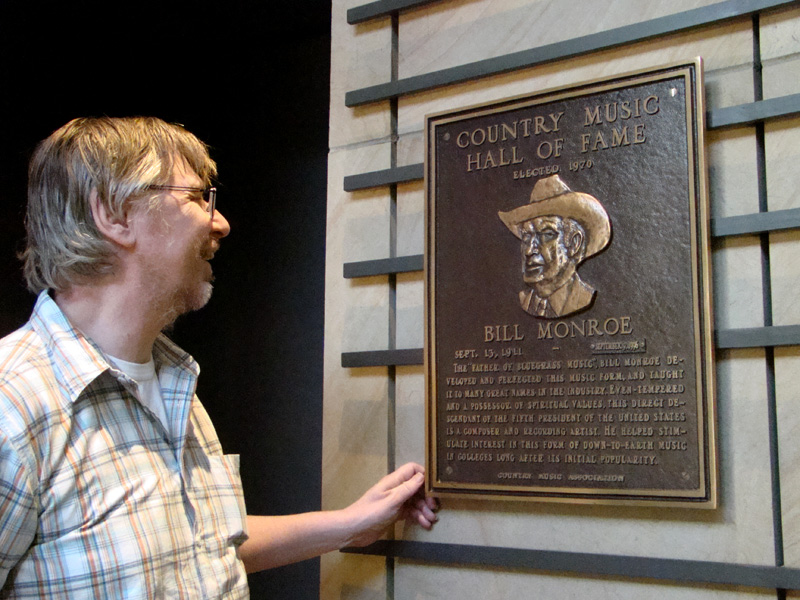 COUNTRY MUSIC
HALL OF FAME
ELECTED 1970
BILL MONROE
SEPT. 13, 1911 – SEPTEMBER 9, 1996
THE "FATHER OF BLUEGRASS MUSIC", BILL MONROE DE-
VELOPED AND PERFECTED THIS MUSIC FORM, AND TAUGHT
IT TO MANY GREAT NAMES IN THE INDUSTRY. EVEN-TEMPERED
AND A POSSESSOR OF SPIRITUAL VALUES, THIS DIRECT DE-
SCENDANT OF THE FIFTH PRESIDENT OF THE UNITED STATES
IS A COMPOSER AND RECORDING ARTIST. HE HELPED STIM-
ULATE INTEREST IN THIS FORM OF DOWN-TO-EARTH MUSIC
IN COLLEGES LONG AFTER ITS INITIAL POPULARITY.
COUNTRY MUSIC ASSOCIATION